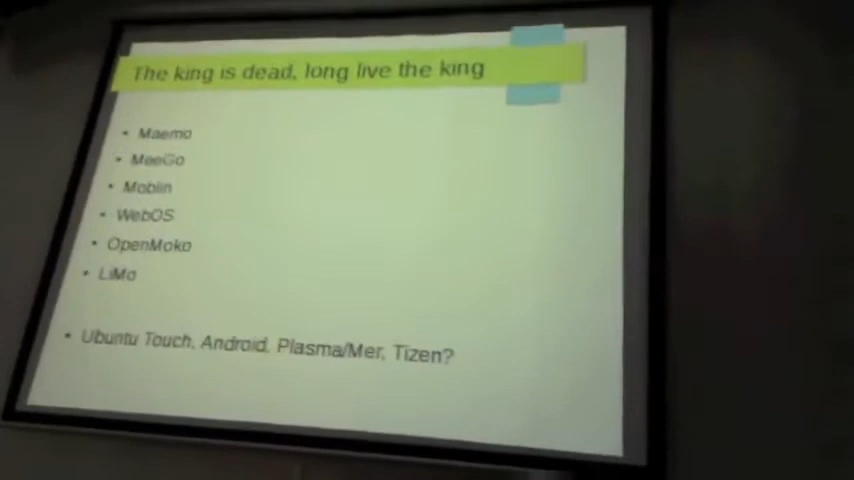 The king is dead, long live the king
• Maemo
• MeeGo
• Moblin
• WebOS
• OpenMoko
• LiMo
• Ubuntu Touch, Android, Plasma/Mer, Tizen?